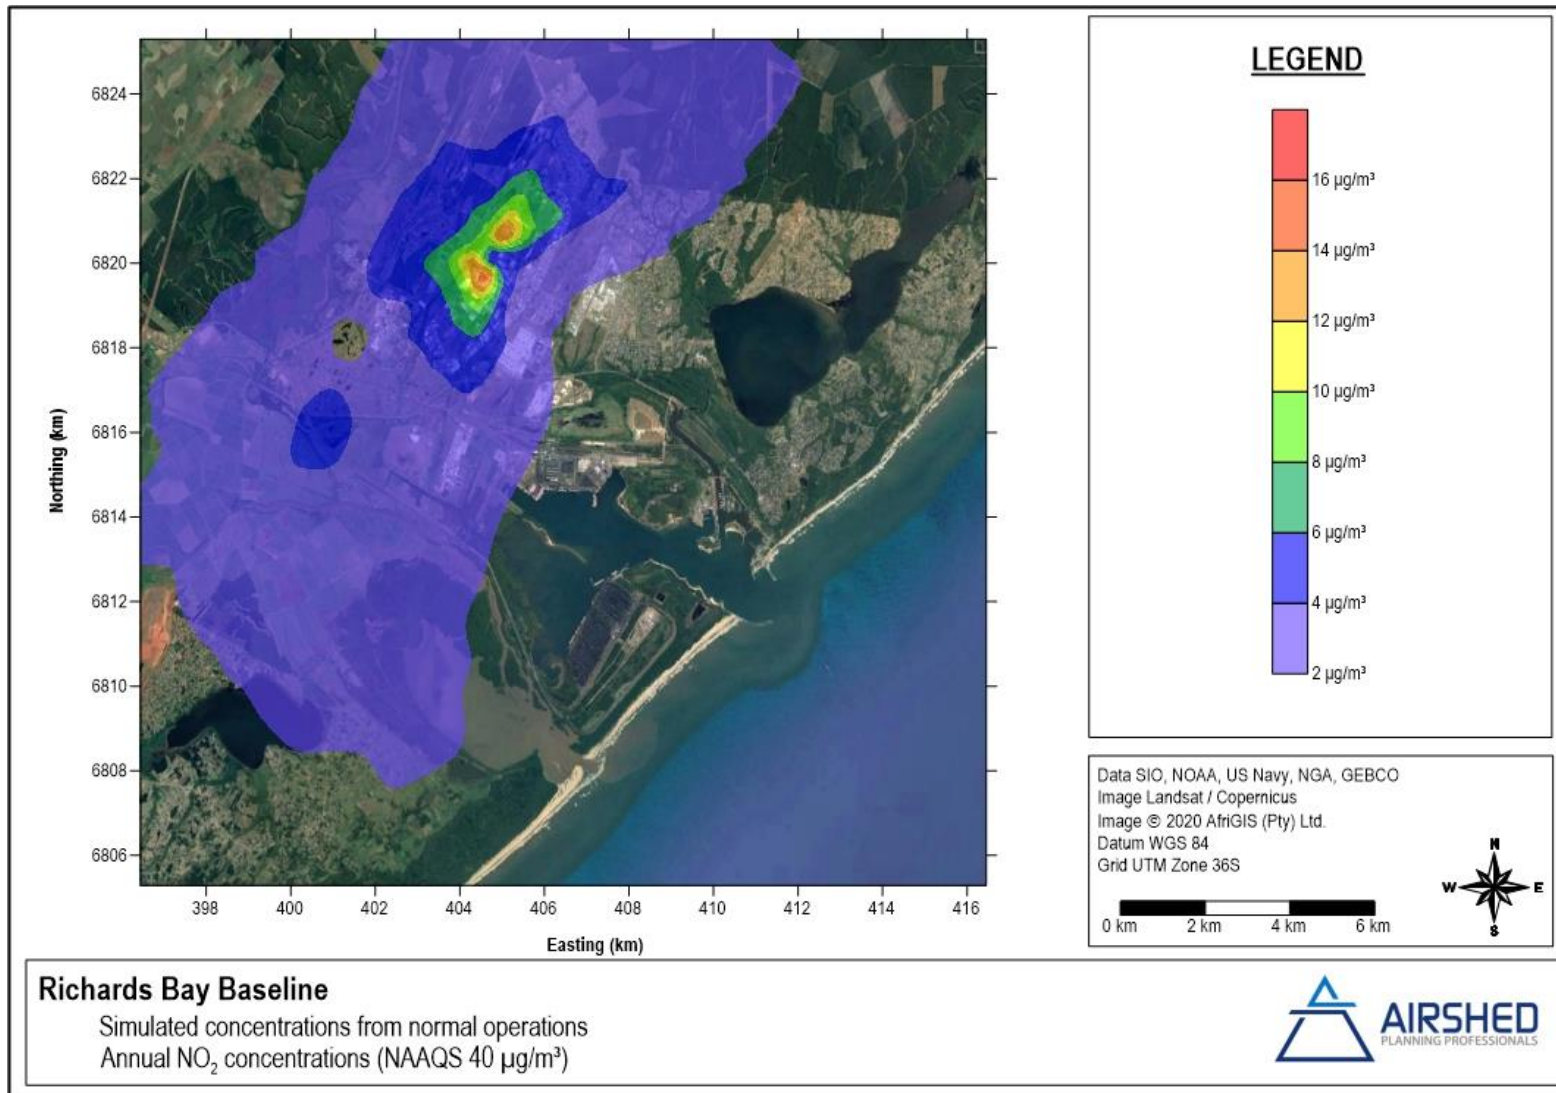 6824
6822
6820
6818
6816
6814
6812
6810
6808
6806
Northing (km)
398 400 402 404 406 408 410 412 414 416
Easting (km)
LEGEND
16 µg/m³
14 µg/m³
12 µg/m³
10 µg/m³
8 µg/m³
6 µg/m³
4 µg/m³
2 µg/m³
Data SIO, NOAA, US Navy, NGA, GEBCO
Image Landsat / Copernicus
Image © 2020 AfriGIS (Pty) Ltd.
Datum WGS 84
Grid UTM Zone 36S
0 km 2 km 4 km 6 km
N
W E
S
Richards Bay Baseline
Simulated concentrations from normal operations
Annual NO₂ concentrations (NAAQS 40 µg/m³)
AIRSHED
PLANNING PROFESSIONALS